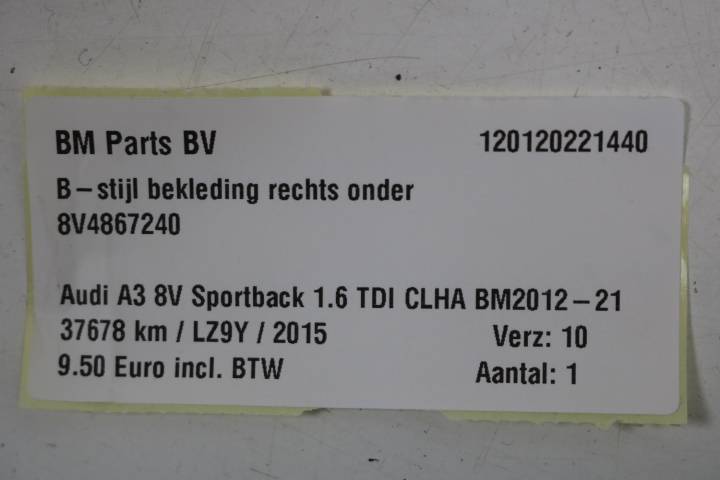 BM Parts BV 120120221440
B-stijl bekleding rechts onder
8V4867240
Audi A3 8V Sportback 1.6 TDI CLHA BM2012-21
37678 km / LZ9Y / 2015 Verz: 10
9.50 Euro incl. BTW Aantal: 1